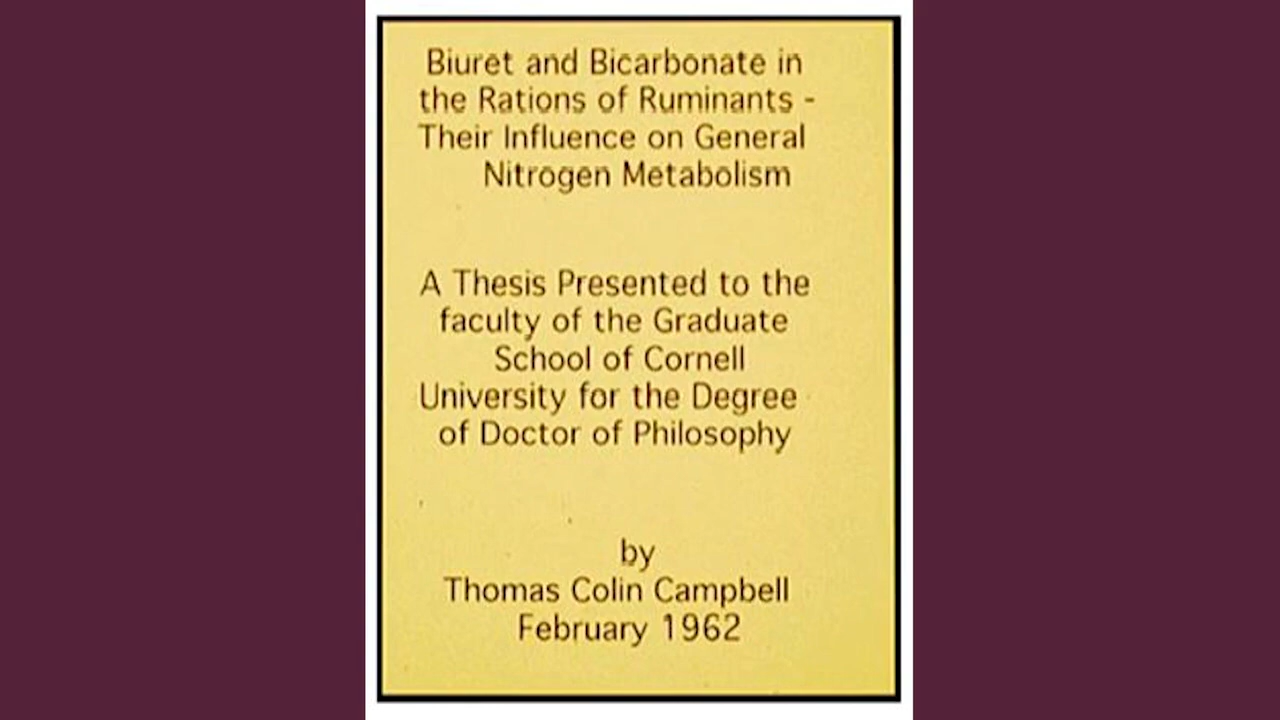 Biuret and Bicarbonate in
the Rations of Ruminants -
Their Influence on General
Nitrogen Metabolism
A Thesis Presented to the
faculty of the Graduate
School of Cornell
University for the Degree
of Doctor of Philosophy
by
Thomas Colin Campbell
February 1962